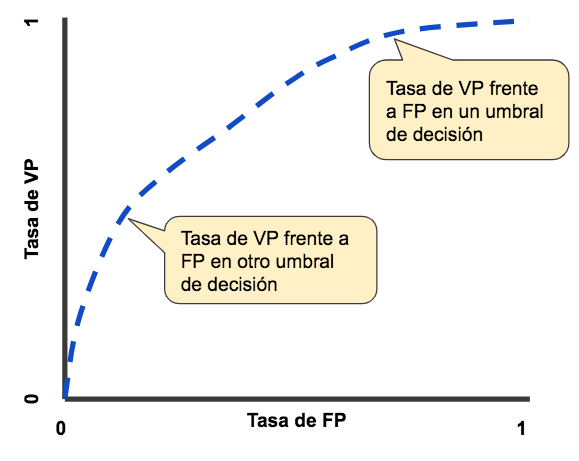 1
Tasa de VP frente
a FP en un umbral
de decisión
Tasa de VP
Tasa de VP frente a
FP en otro umbral
de decisión
0
0
Tasa de FP
1